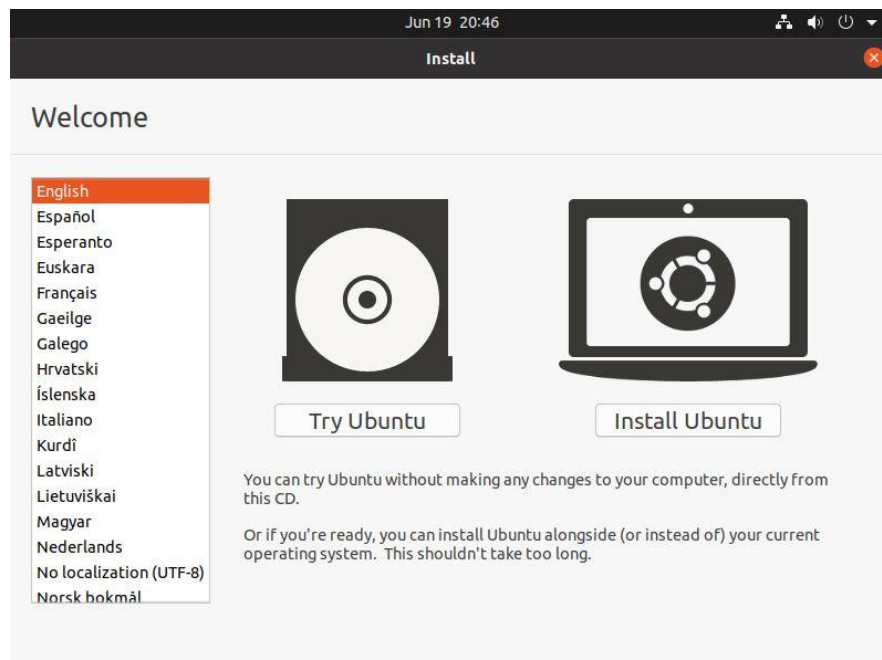 Jun 19 20:46
Install
Welcome
English
Español
Esperanto
Euskara
Français
Gaeilge
Galego
Hrvatski
Íslenska
Italiano
Kurdî
Latviski
Lietuviškai
Magyar
Nederlands
No localization (UTF-8)
Norsk bokmål
Try Ubuntu
Install Ubuntu
You can try Ubuntu without making any changes to your computer, directly from
this CD.
Or if you're ready, you can install Ubuntu alongside (or instead of) your current
operating system. This shouldn't take too long.